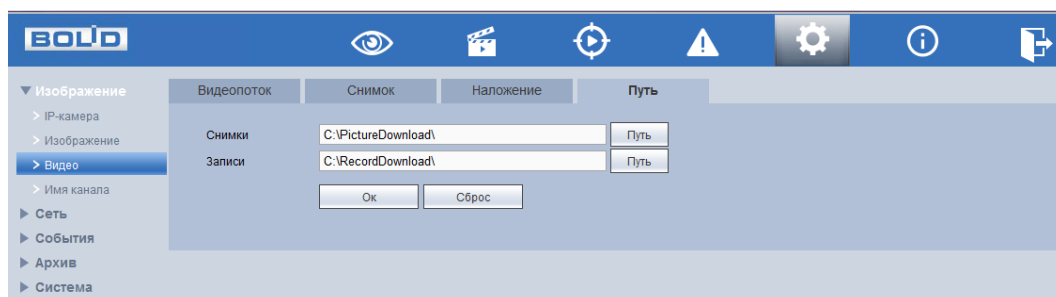 BOLID
Изображение
> IP-камера
> Изображение
> Видео
> Имя канала
Сеть
События
Архив
Система
Видеопоток Снимок Наложение Путь
Снимки C:\PictureDownload\ Путь
Записи C:\RecordDownload\ Путь
Ок Сброс